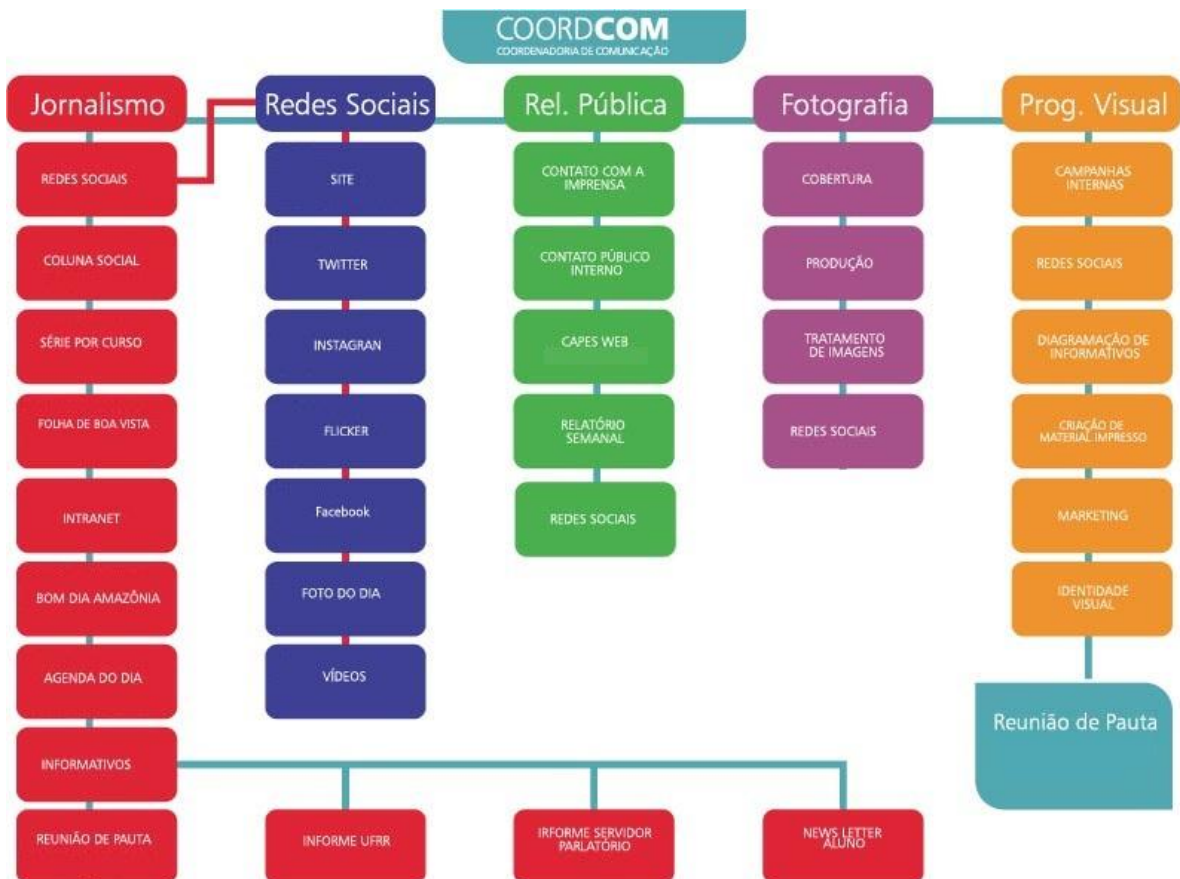 COORDCOM
COORDENADORIA DE COMUNICAÇÃO
Jornalismo
REDES SOCIAIS
COLUNA SOCIAL
SÉRIE POR CURSO
FOLHA DE BOA VISTA
INTRANET
BOM DIA AMAZÔNIA
AGENDA DO DIA
INFORMATIVOS
REUNIÃO DE PAUTA
Redes Sociais
SITE
TWITTER
INSTAGRAN
FLICKER
Facebook
FOTO DO DIA
VÍDEOS
Rel. Pública
CONTATO COM A
IMPRENSA
CONTATO PÚBLICO
INTERNO
CAPES WEB
RELATÓRIO
SEMANAL
REDES SOCIAIS
Fotografia
COBERTURA
PRODUÇÃO
TRATAMENTO
DE IMAGENS
REDES SOCIAIS
Prog. Visual
CAMPANHAS
INTERNAS
REDES SOCIAIS
DIAGRAMAÇÃO DE
INFORMATIVOS
CRIAÇÃO DE
MATERIAL IMPRESSO
MARKETING
IDENTIDADE
VISUAL
Reunião de Pauta
INFORME UFRR
IRFORME SERVIDOR
PARLATÓRIO
NEWS LETTER
ALUNO